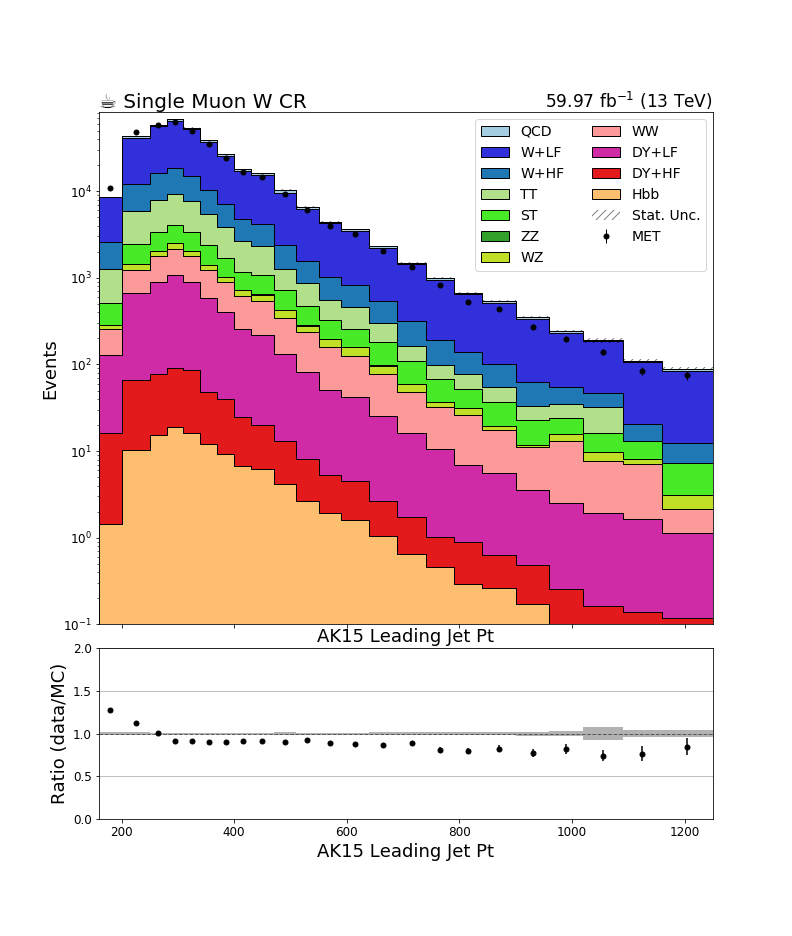 ☕ Single Muon W CR
59.97 fb⁻¹ (13 TeV)
QCD
W+LF
W+HF
TT
ST
ZZ
WZ
WW
DY+LF
DY+HF
Hbb
Stat. Unc.
MET
Events
10⁴
10³
10²
10¹
10⁰
10⁻¹
AK15 Leading Jet Pt
Ratio (data/MC)
2.0
1.5
1.0
0.5
0.0
200 400 600 800 1000 1200
AK15 Leading Jet Pt